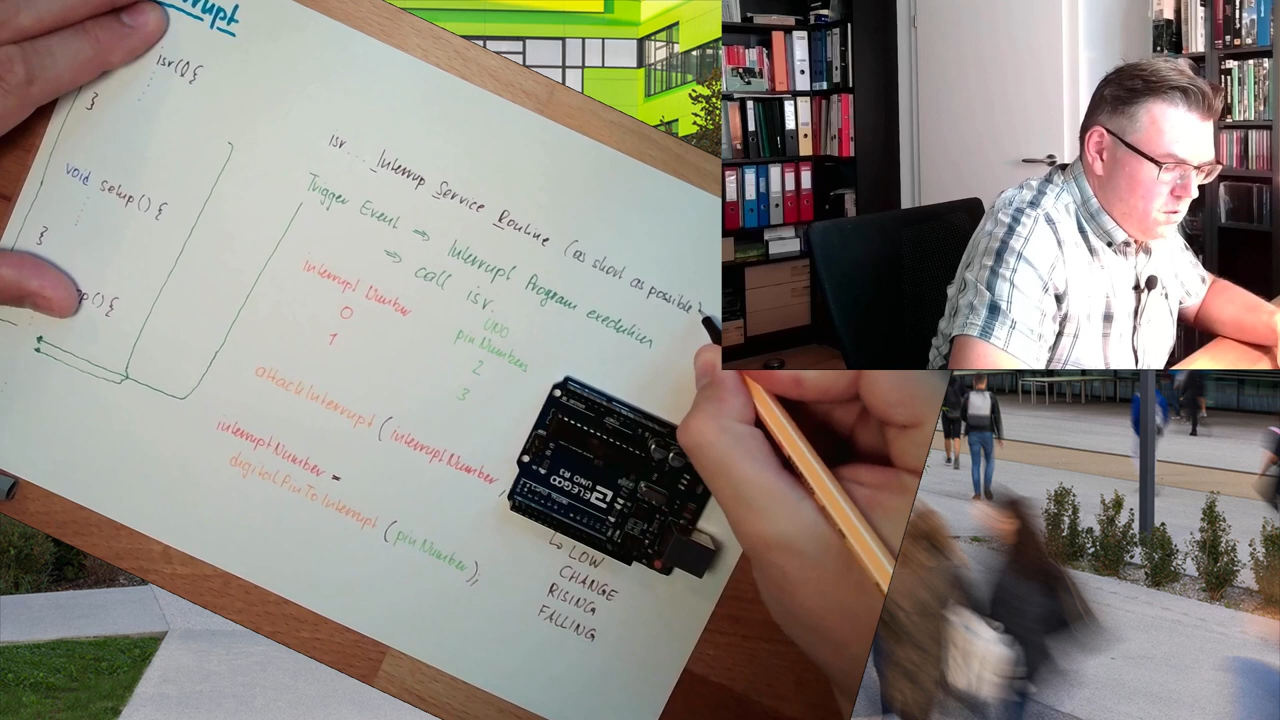 isr(){
}
void setup(){
}
p(){
isr.... Interrup Service Routine (as short as possible)
Trigger Event => Interrupt Program execution
=> call isr.
interrupt Number
0
1
UNO
pin Numbers
2
3
attachInterrupt (interruptNumber,
interruptNumber =
digitalPinToInterrupt (pinNumber);
LOW
CHANGE
RISING
FALLING
ELEGOO
UNO R3